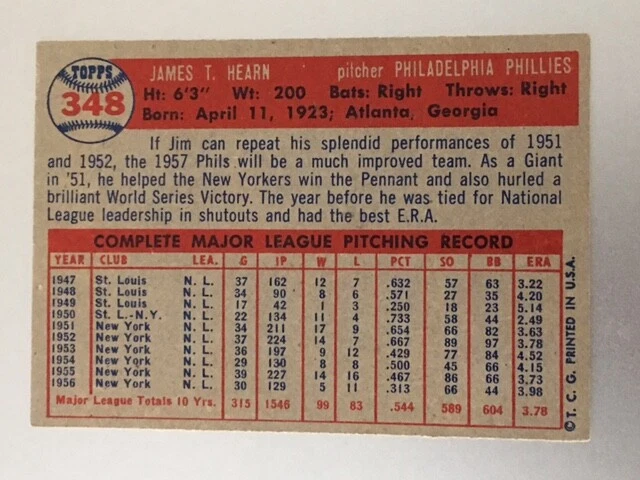 TOPPS
348
JAMES T. HEARN pitcher PHILADELPHIA PHILLIES
Ht: 6'3" Wt: 200 Bats: Right Throws: Right
Born: April 11, 1923; Atlanta, Georgia
If Jim can repeat his splendid performances of 1951
and 1952, the 1957 Phils will be a much improved team. As a Giant
in '51, he helped the New Yorkers win the Pennant and also hurled a
brilliant World Series Victory. The year before he was tied for National
League leadership in shutouts and had the best E.R.A.
COMPLETE MAJOR LEAGUE PITCHING RECORD
YEAR CLUB LEA. G IP W L PCT SO BB ERA
1947 St. Louis N. L. 37 162 12 7 .632 57 63 3.22
1948 St. Louis N. L. 34 90 8 6 .571 27 35 4.20
1949 St. Louis N. L. 17 42 1 3 .250 18 23 5.14
1950 St. L.-N.Y. N. L. 22 134 11 4 .733 58 44 2.49
1951 New York N. L. 34 211 17 9 .654 66 82 3.63
1952 New York N. L. 37 224 14 7 .667 89 97 3.78
1953 New York N. L. 36 197 9 12 .429 77 84 4.52
1954 New York N. L. 29 130 8 8 .500 45 66 4.15
1955 New York N. L. 39 227 14 16 .467 86 66 3.73
1956 New York N. L. 30 129 5 11 .313 66 44 3.98
Major League Totals 10 Yrs. 315 1546 99 83 .544 589 604 3.78
© T. C. G. PRINTED IN U.S.A.